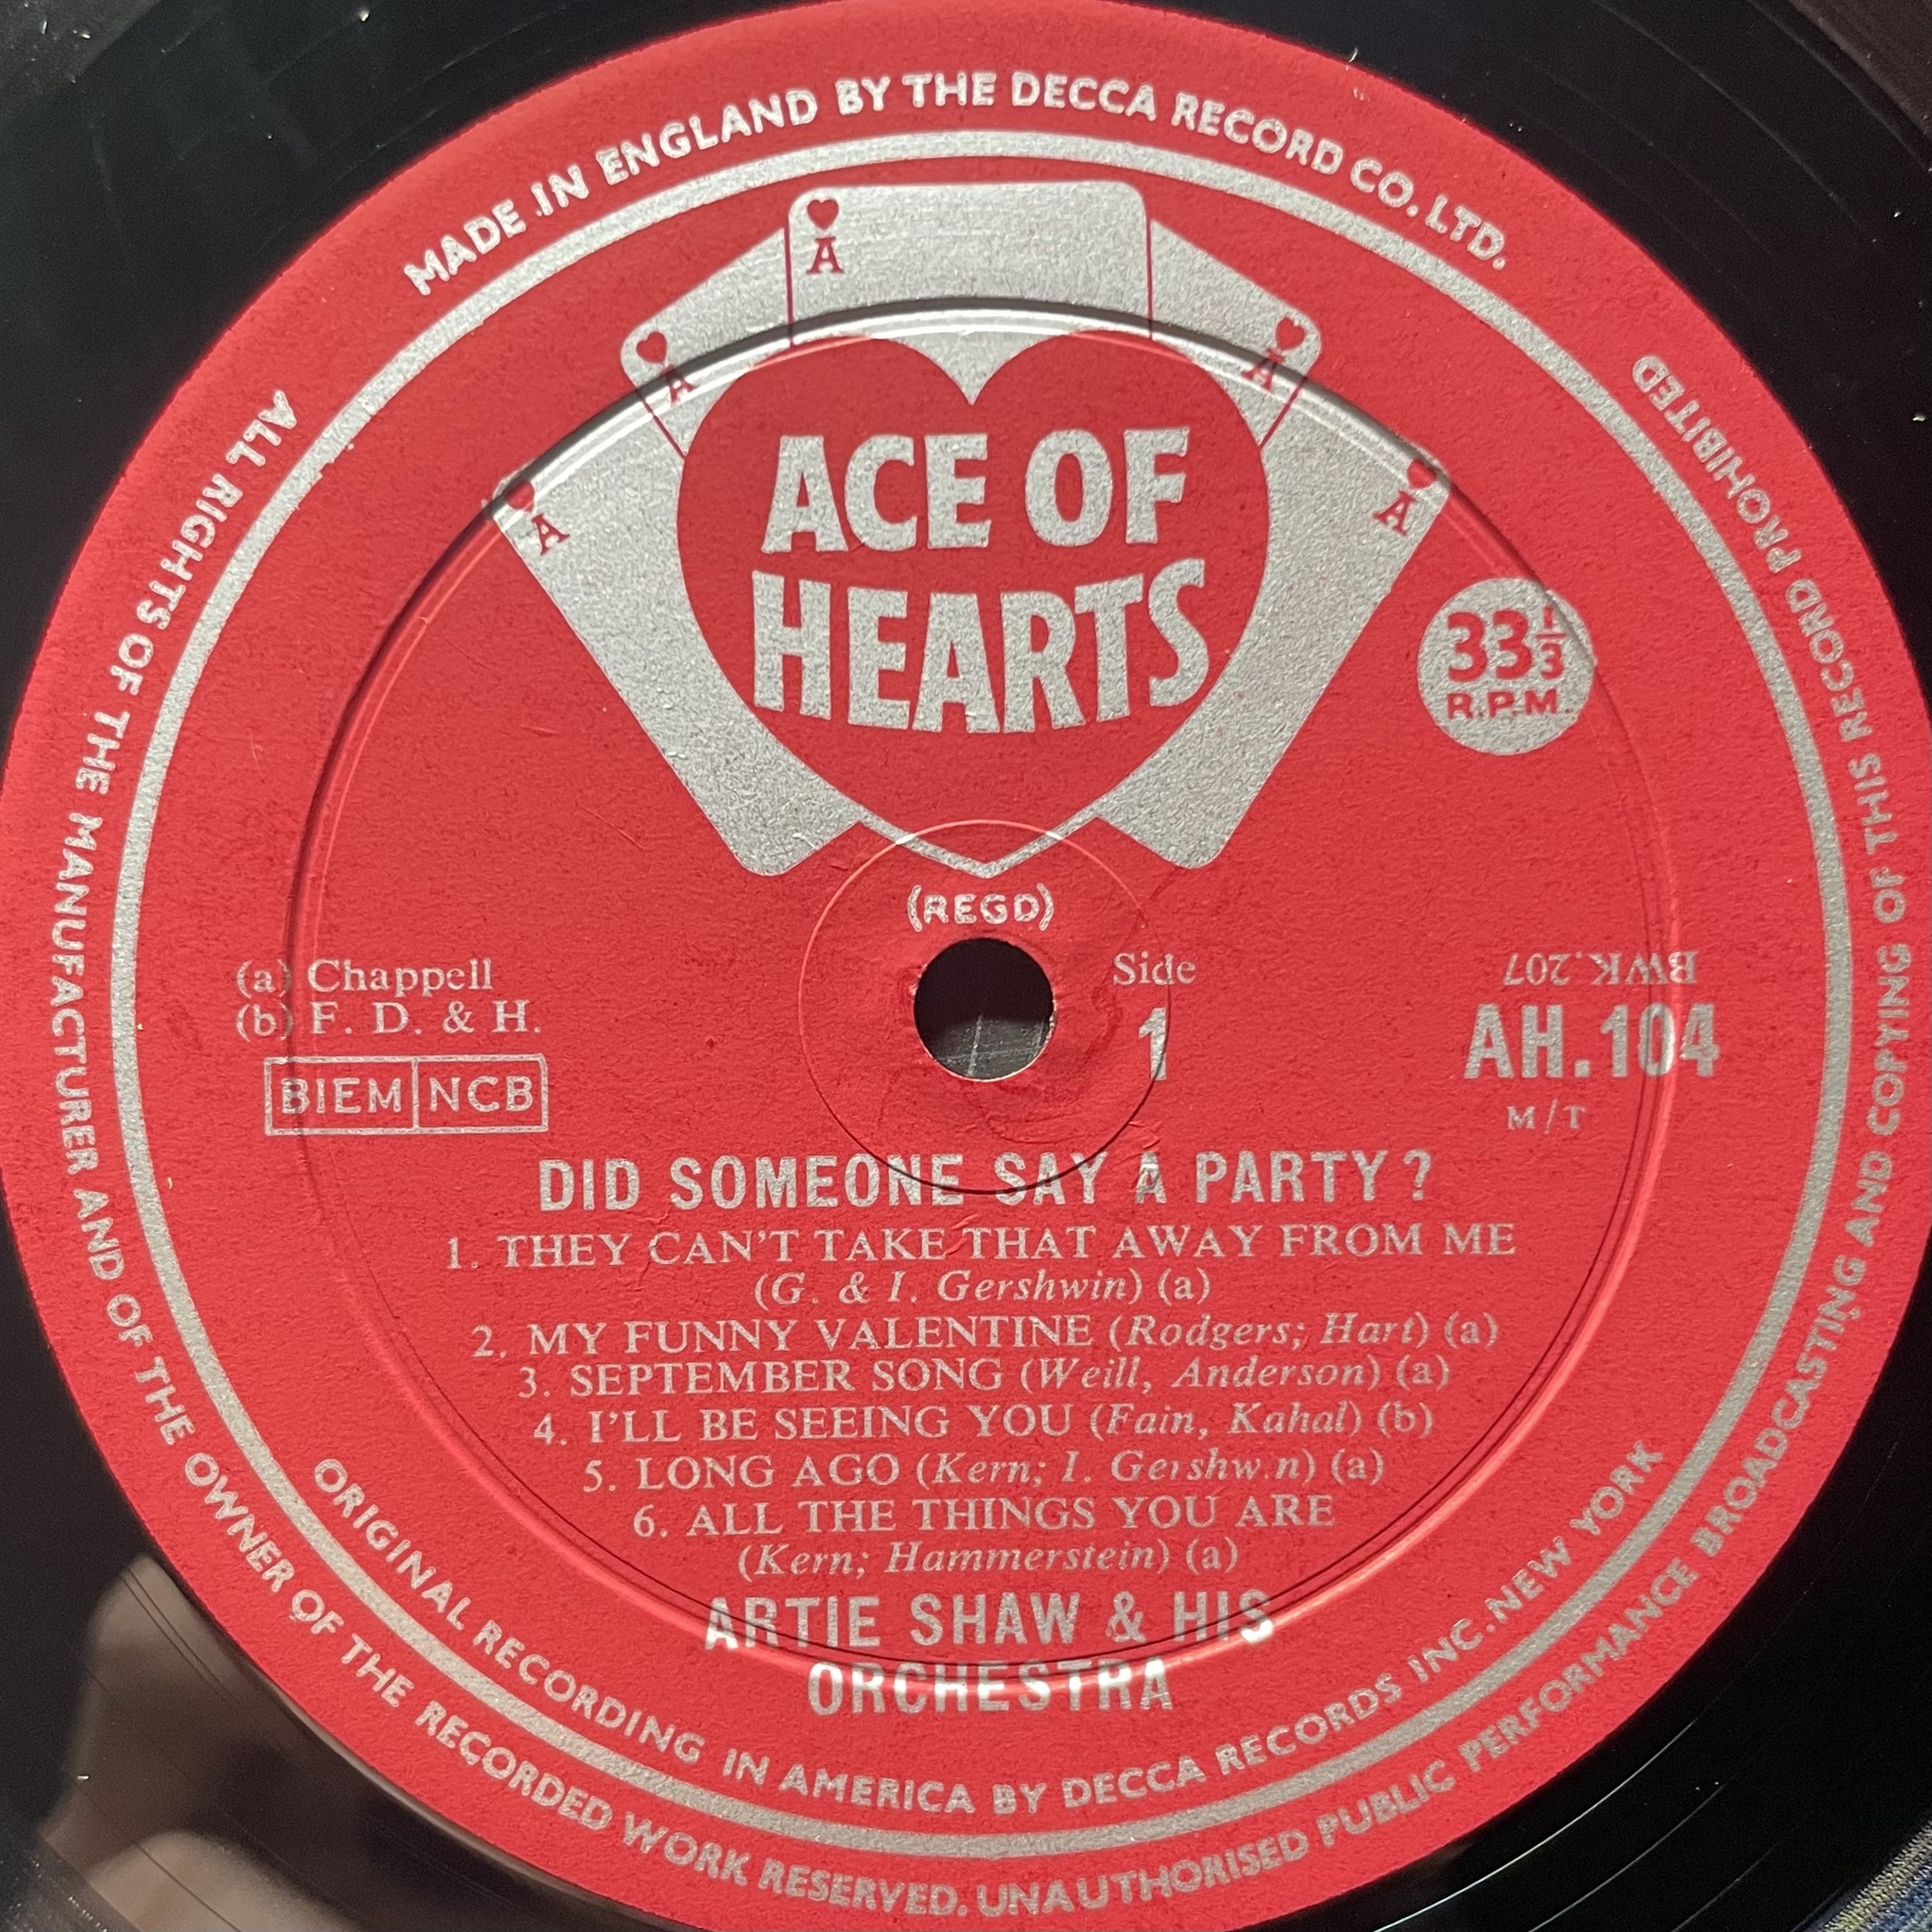 MADE IN ENGLAND BY THE DECCA RECORD CO. LTD.
A
A
A
A
A
ACE OF
HEARTS
33 1/3
R.P.M.
(REGD)
(a) Chappell
(b) F. D. & H.
BIEM NCB
Side
1
BWK.207
AH.104
M/T
DID SOMEONE SAY A PARTY?
1. THEY CAN'T TAKE THAT AWAY FROM ME
(G. & I. Gershwin) (a)
2. MY FUNNY VALENTINE (Rodgers; Hart) (a)
3. SEPTEMBER SONG (Weill, Anderson) (a)
4. I'LL BE SEEING YOU (Fain, Kahal) (b)
5. LONG AGO (Kern; I. Gershw.n) (a)
6. ALL THE THINGS YOU ARE
(Kern; Hammerstein) (a)
ARTIE SHAW & HIS
ORCHESTRA
ORIGINAL RECORDING IN AMERICA BY DECCA RECORDS INC. NEW YORK
ALL RIGHTS OF THE MANUFACTURER AND OF THE OWNER OF THE RECORDED WORK RESERVED. UNAUTHORISED PUBLIC PERFORMANCE BROADCASTING AND COPYING OF THIS RECORD PROHIBITED